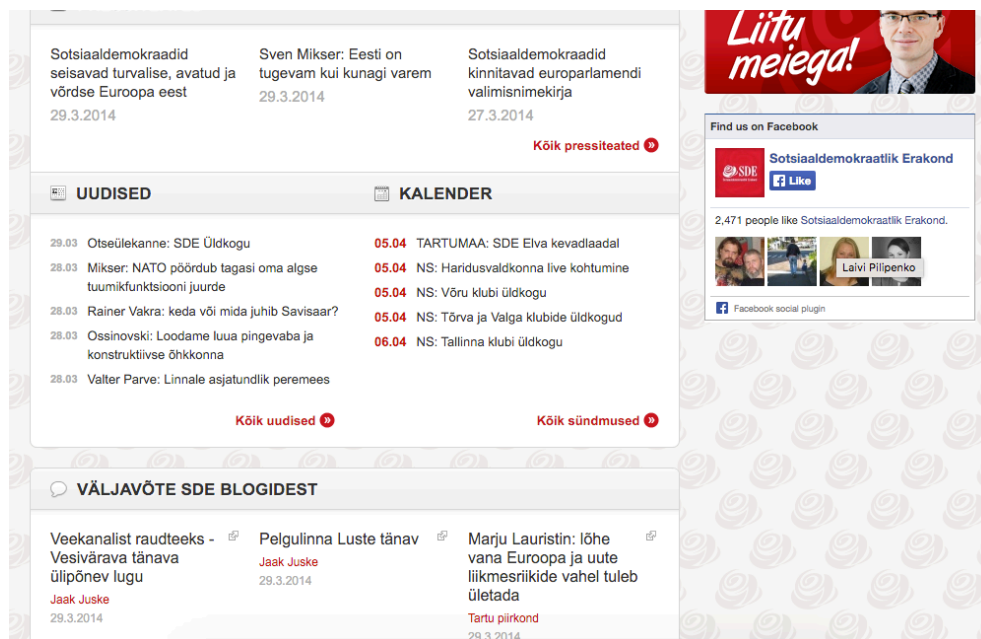 Sotsiaaldemokraadid
seisavad turvalise, avatud ja
võrdse Euroopa eest
29.3.2014
Sven Mikser: Eesti on
tugevam kui kunagi varem
29.3.2014
Sotsiaaldemokraadid
kinnitavad europarlamendi
valimisnimekirja
27.3.2014
Kõik pressiteated
UUDISED
29.03 Otseülekanne: SDE Üldkogu
28.03 Mikser: NATO pöördub tagasi oma algse
tuumikfunktsiooni juurde
28.03 Rainer Vakra: keda või mida juhib Savisaar?
28.03 Ossinovski: Loodame luua pingevaba ja
konstruktiivse õhkkonna
28.03 Valter Parve: Linnale asjatundlik peremees
Kõik uudised
KALENDER
05.04 TARTUMAA: SDE Elva kevadlaadal
05.04 NS: Haridusvaldkonna live kohtumine
05.04 NS: Võru klubi üldkogu
05.04 NS: Tõrva ja Valga klubide üldkogud
06.04 NS: Tallinna klubi üldkogu
Kõik sündmused
VÄLJAVÕTE SDE BLOGIDEST
Veekanalist raudteeks -
Vesivärava tänava
ülipõnev lugu
Jaak Juske
29.3.2014
Pelgulinna Luste tänav
Jaak Juske
29.3.2014
Marju Lauristin: lõhe
vana Euroopa ja uute
liikmesriikide vahel tuleb
ületada
Tartu piirkond
29.3.2014
Liitu
meiega!
Find us on Facebook
SDE
Sotsiaaldemokraatlik Erakond
Like
2,471 people like Sotsiaaldemokraatlik Erakond.
Laivi Pilipenko
Facebook social plugin